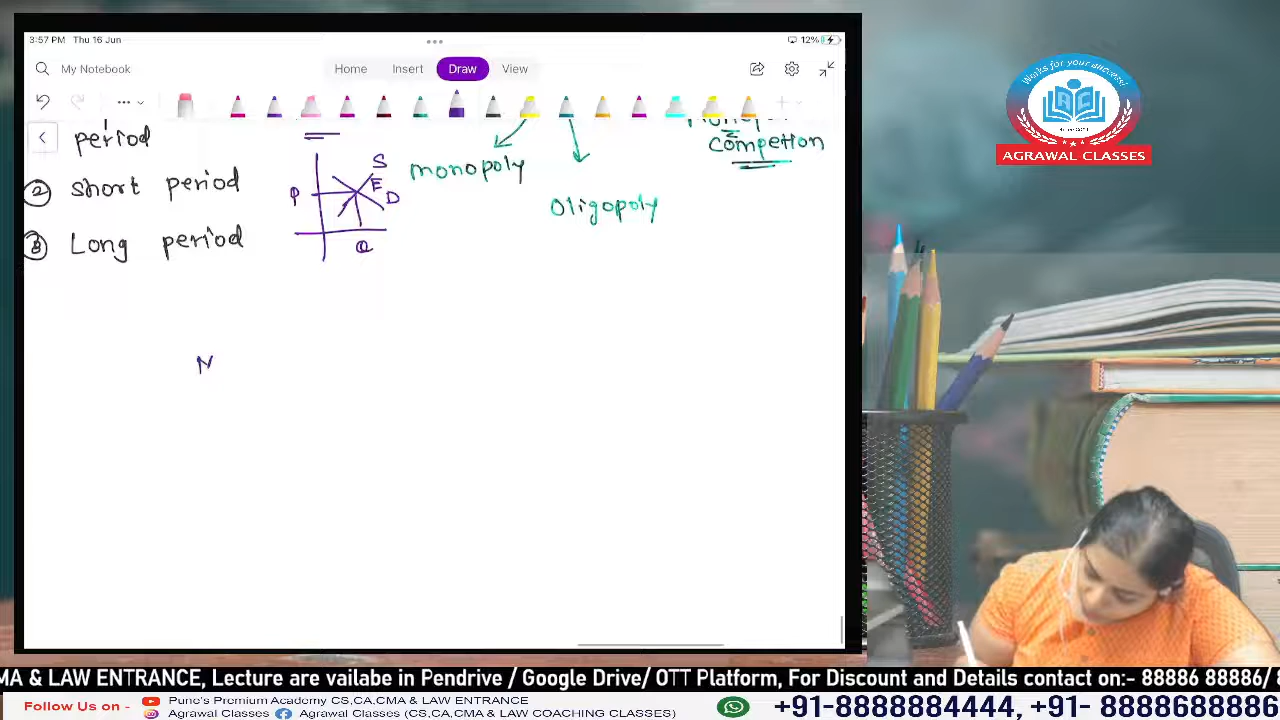 3:57 PM Thu 16 Jun
12%
My Notebook
Home Insert Draw View
period
② Short period
③ Long period
S
E
P
D
Q
monopoly
Oligopoly
Competion
N
Works for your success!
AC
AGRAWAL CLASSES
MA & LAW ENTRANCE, Lecture are vailabe in Pendrive / Google Drive/ OTT Platform, For Discount and Details contact on:- 88886 88886/
Follow Us on -
Pune's Premium Academy CS,CA,CMA & LAW ENTRANCE
Agrawal Classes (CS,CA,CMA & LAW COACHING CLASSES)
+91-8888884444, +91- 8888688886